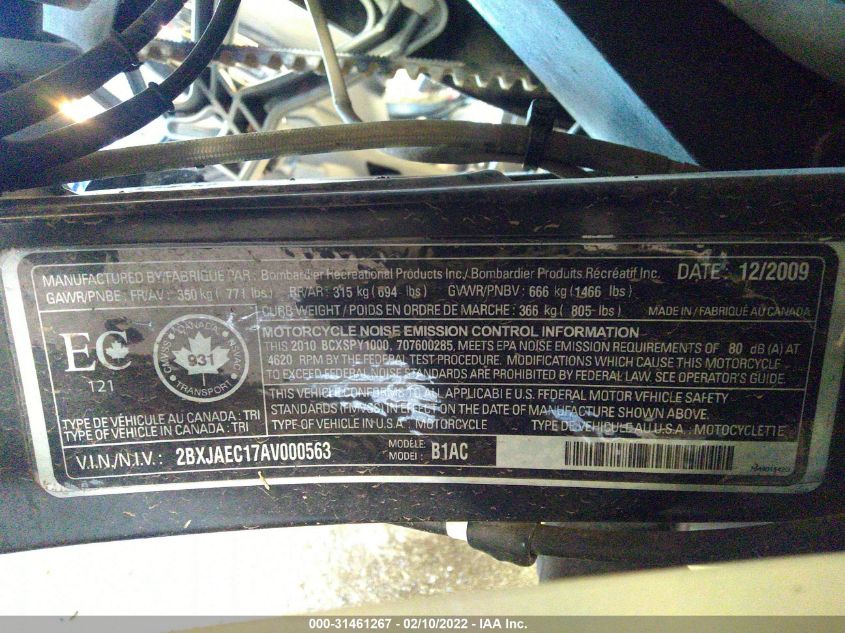 MANUFACTURED BY/FABRIQUÉ PAR: Bombardier Recreational Products Inc./Bombardier Produits Récréatif Inc. DATE: 12/2009
GAWR/PNBE: FR/AV: 350 kg (771 lbs) RR/AR: 315 kg (694 lbs) GVWR/PNBV: 666 kg (1466 lbs)
CURB WEIGHT / POIDS EN ORDRE DE MARCHE: 366 kg (805 lbs) MADE IN / FABRIQUÉ AU CANADA
EC
121
CANADA
931
TRANSPORT
MOTORCYCLE NOISE EMISSION CONTROL INFORMATION
THIS 2010 BCXSPY1000, 707600285, MEETS EPA NOISE EMISSION REQUIREMENTS OF 80 dB (A) AT
4620 RPM BY THE FEDERAL TEST PROCEDURE. MODIFICATIONS WHICH CAUSE THIS MOTORCYCLE
TO EXCEED FEDERAL NOISE STANDARDS ARE PROHIBITED BY FEDERAL LAW. SEE OPERATOR'S GUIDE.
THIS VEHICLE CONFORMS TO ALL APPLICABLE U.S. FEDERAL MOTOR VEHICLE SAFETY
STANDARDS (FMVSS) IN EFFECT ON THE DATE OF MANUFACTURE SHOWN ABOVE.
TYPE OF VEHICLE IN U.S.A.: MOTORCYCLE TYPE DE VÉHICULE AU É.U.: MOTOCYCLETTE
TYPE DE VÉHICULE AU CANADA: TRI
TYPE OF VEHICLE IN CANADA: TRI
V.I.N./N.I.V.: 2BXJAEC17AV000563 MODÈLE: B1AC
MODEL:
000-31461267 - 02/10/2022 - IAA Inc.